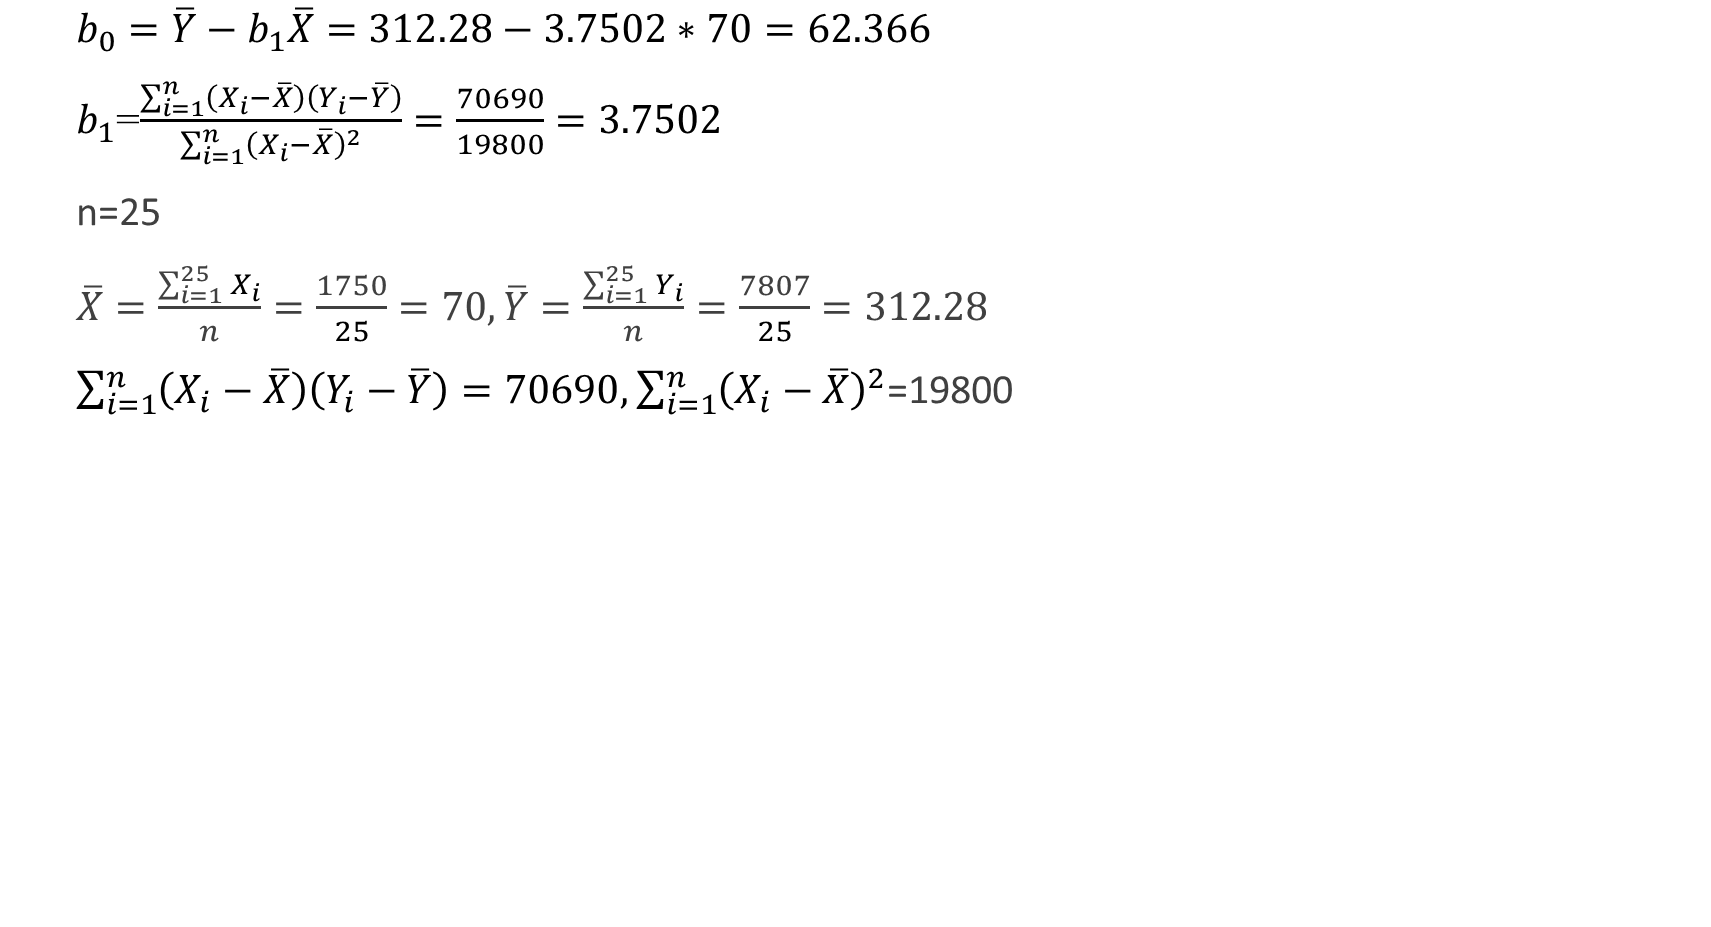 b₀ = Ȳ − b₁X̄ = 312.28 − 3.7502 ∗ 70 = 62.366
b₁=∑ⁿᵢ₌₁(Xᵢ−X̄)(Yᵢ−Ȳ)/∑ⁿᵢ₌₁(Xᵢ−X̄)² = 70690/19800 = 3.7502
n=25
X̄ = ∑²⁵ᵢ₌₁ Xᵢ/n = 1750/25 = 70, Ȳ = ∑²⁵ᵢ₌₁ Yᵢ/n = 7807/25 = 312.28
∑ⁿᵢ₌₁(Xᵢ − X̄)(Yᵢ − Ȳ) = 70690, ∑ⁿᵢ₌₁(Xᵢ − X̄)²=19800